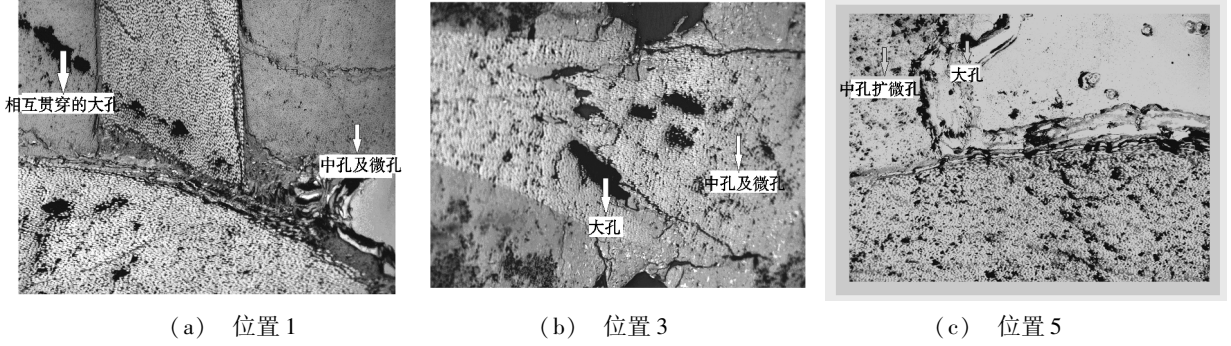 相互贯穿的大孔
中孔及微孔
大孔
中孔及微孔
中孔扩微孔
大孔
(a) 位置1
(b) 位置3
(c) 位置5